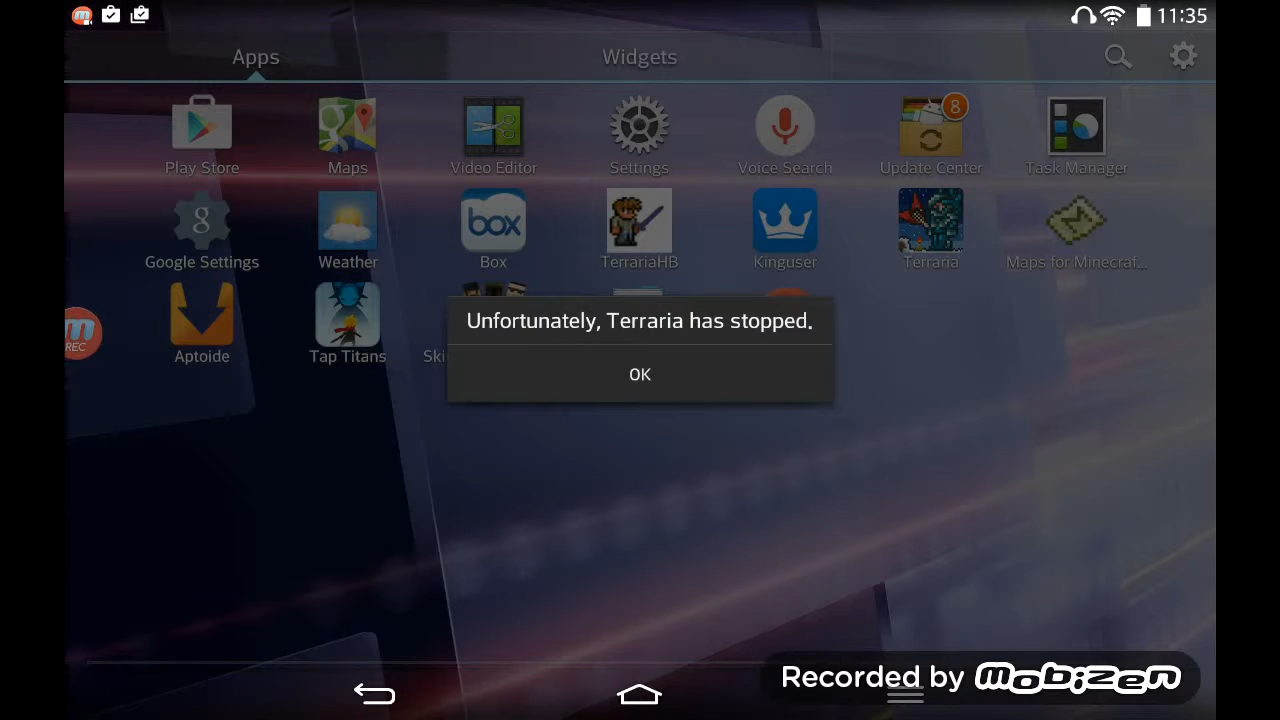 11:35
Apps
Widgets
8
Play Store
Maps
Video Editor
Settings
Voice Search
Update Center
Task Manager
g
box
Google Settings
Weather
Box
TerrariaHB
Kinguser
Terraria
Maps for Minecraf...
m
REC
Unfortunately, Terraria has stopped.
OK
Aptoide
Tap Titans
Ski
Recorded by mobizen